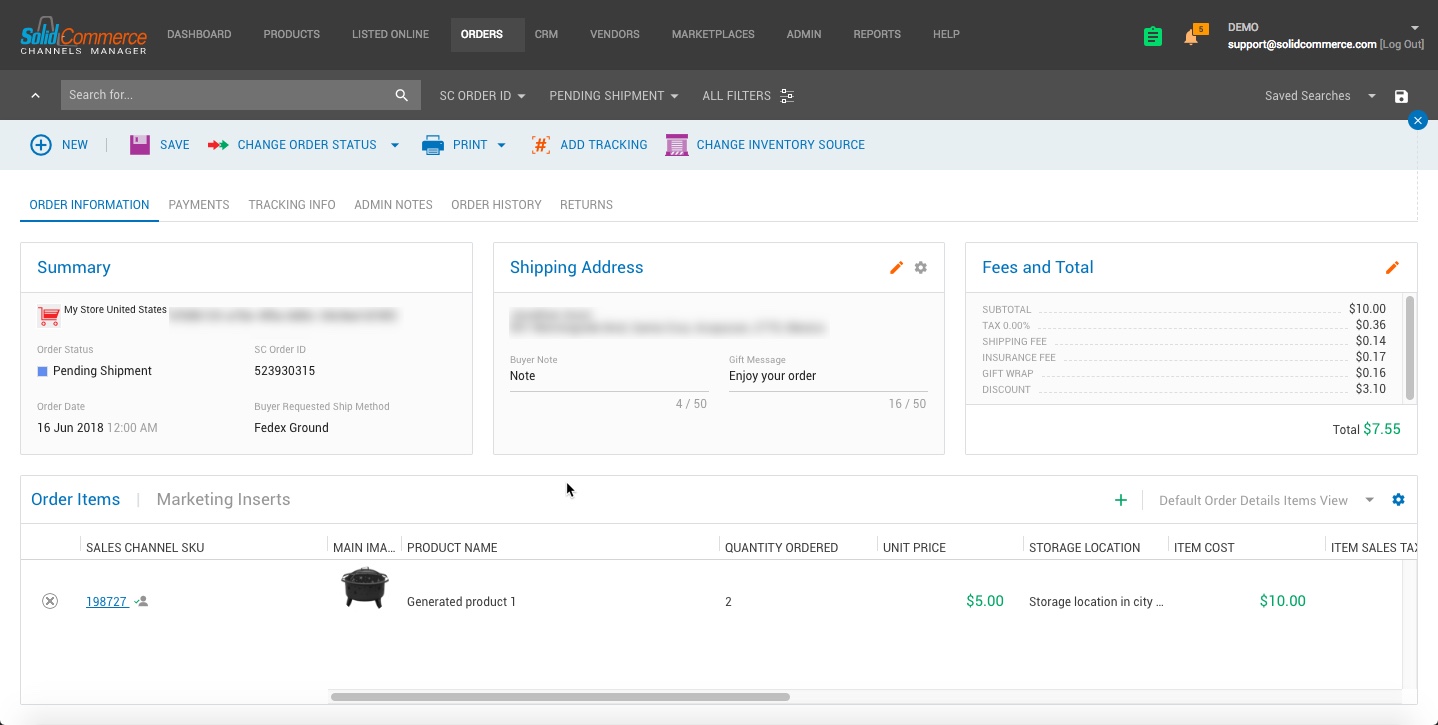 SolidCommerce
CHANNELS MANAGER
DASHBOARD PRODUCTS LISTED ONLINE ORDERS CRM VENDORS MARKETPLACES ADMIN REPORTS HELP
5
DEMO
support@solidcommerce.com [Log Out]
Search for... SC ORDER ID PENDING SHIPMENT ALL FILTERS Saved Searches
NEW SAVE CHANGE ORDER STATUS PRINT # ADD TRACKING CHANGE INVENTORY SOURCE
ORDER INFORMATION PAYMENTS TRACKING INFO ADMIN NOTES ORDER HISTORY RETURNS
Summary
My Store United States
Order Status SC Order ID
Pending Shipment 523930315
Order Date Buyer Requested Ship Method
16 Jun 2018 12:00 AM Fedex Ground
Shipping Address
Buyer Note Gift Message
Note Enjoy your order
4 / 50 16 / 50
Fees and Total
SUBTOTAL $10.00
TAX 0.00% $0.36
SHIPPING FEE $0.14
INSURANCE FEE $0.17
GIFT WRAP $0.16
DISCOUNT $3.10
Total $7.55
Order Items | Marketing Inserts Default Order Details Items View
SALES CHANNEL SKU MAIN IMA... PRODUCT NAME QUANTITY ORDERED UNIT PRICE STORAGE LOCATION ITEM COST ITEM SALES TAX
198727 Generated product 1 2 $5.00 Storage location in city ... $10.00